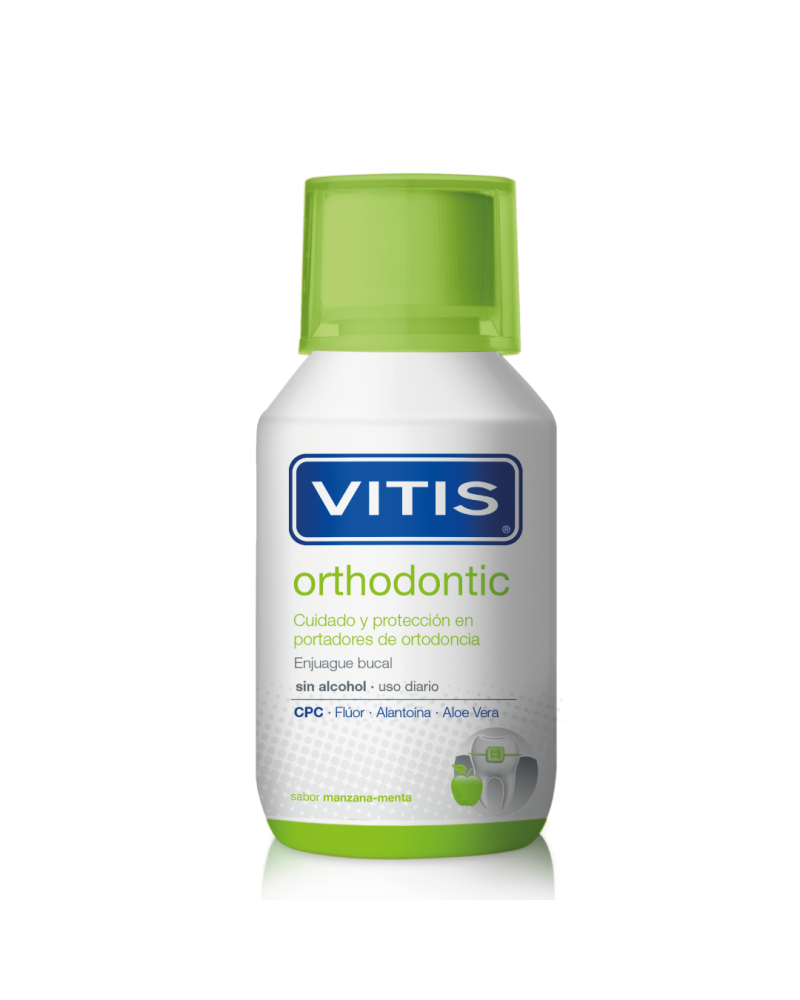 VITIS®
orthodontic
Cuidado y protección en
portadores de ortodoncia
Enjuague bucal
sin alcohol · uso diario
CPC · Flúor · Alantoína · Aloe Vera
sabor manzana-menta